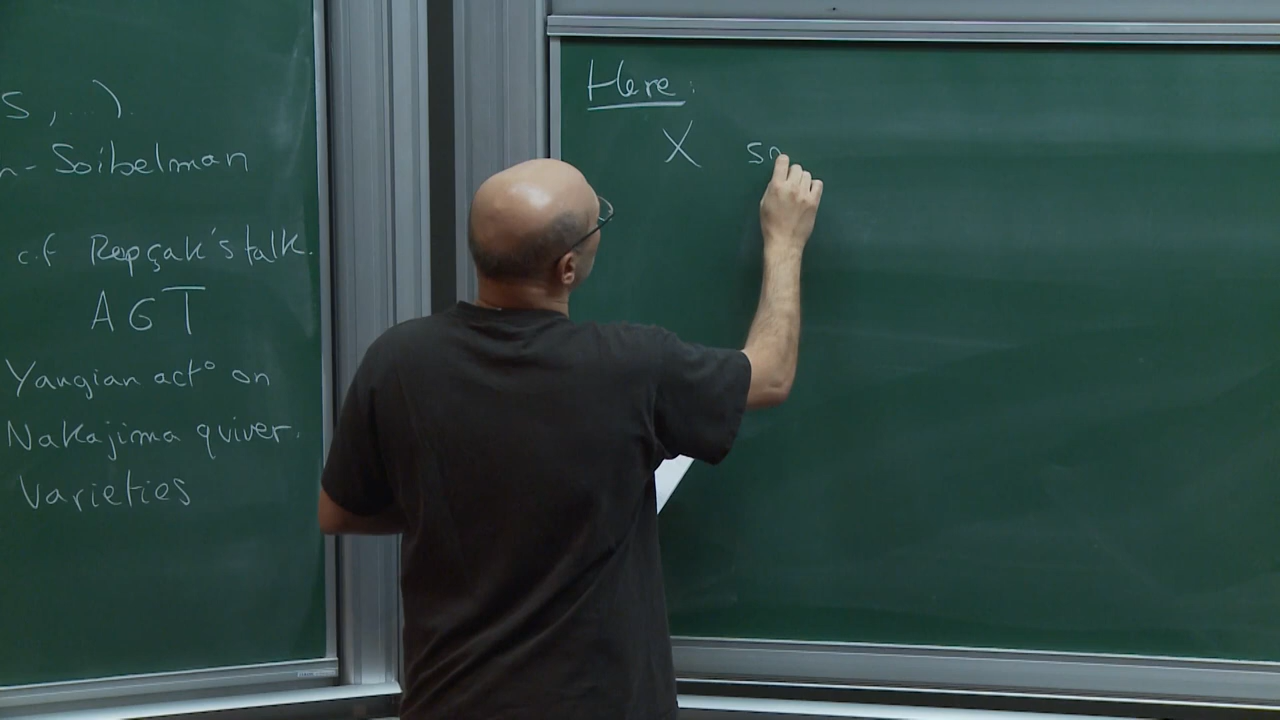 S, ...).
n-Soibelman
c.f Repçak's talk.
AGT
Yangian act° on
Nakajima quiver.
Varieties
Here:
X